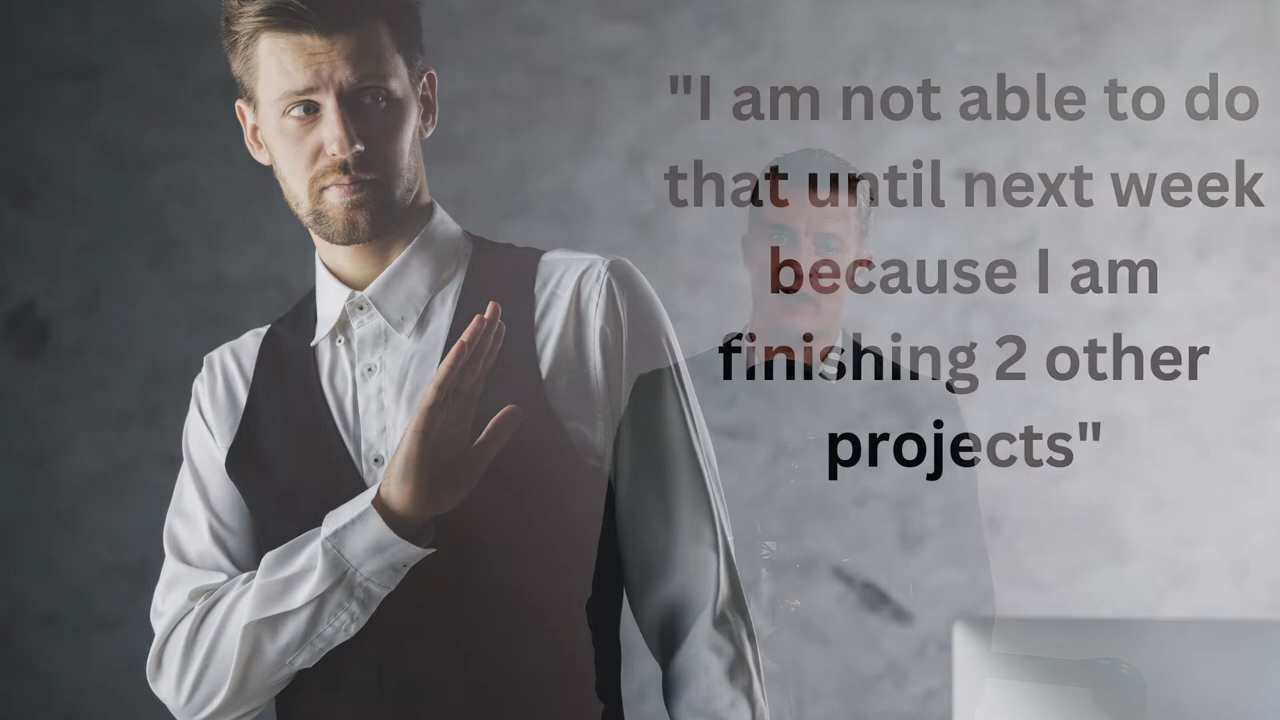 "I am not able to do
that until next week
because I am
finishing 2 other
projects"